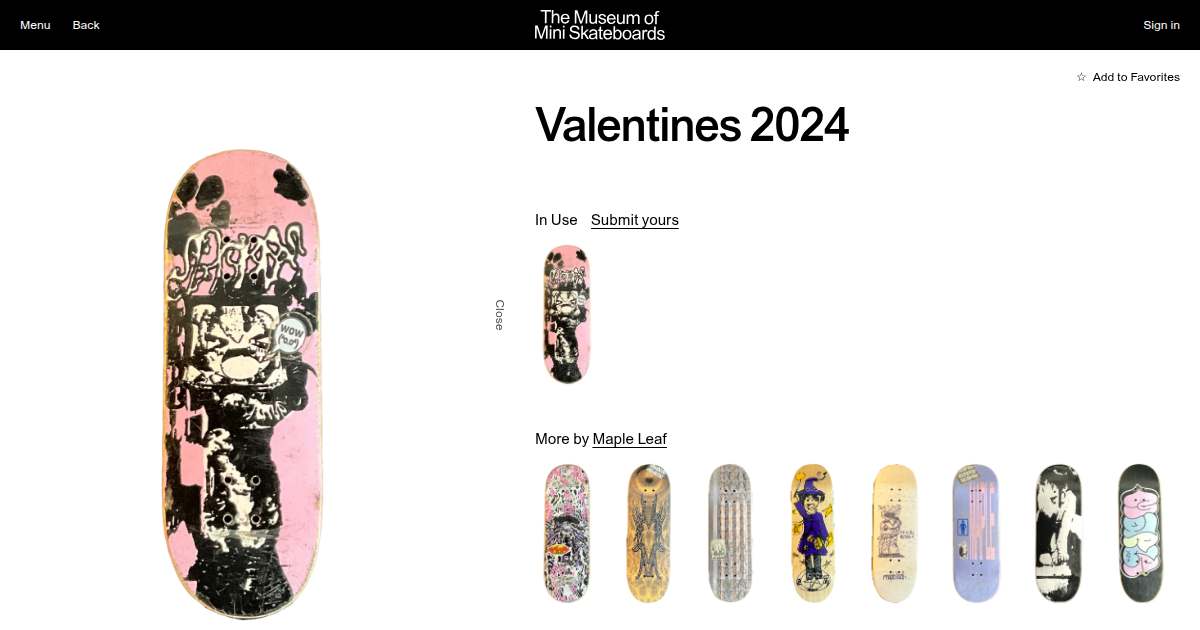 Menu
Back
The Museum of
Mini Skateboards
Sign in
☆ Add to Favorites
Valentines 2024
In Use
Submit yours
WOW
(°o.o°)
Close
More by Maple Leaf